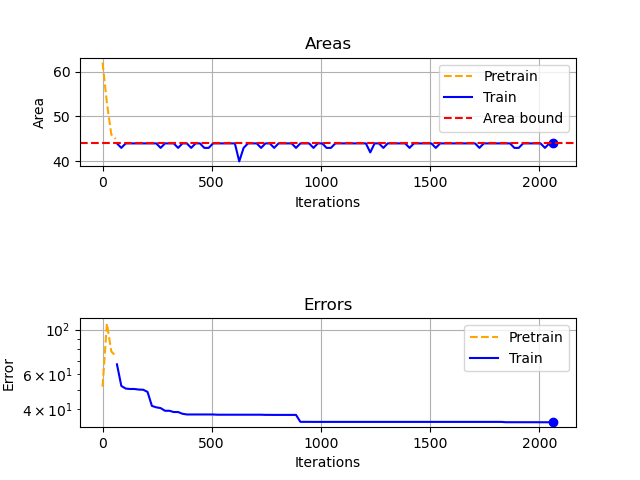 Areas
60
50
40
Area
Pretrain
Train
Area bound
0
500
1000
1500
2000
Iterations
Errors
10²
6 × 10¹
4 × 10¹
Error
Pretrain
Train
0
500
1000
1500
2000
Iterations